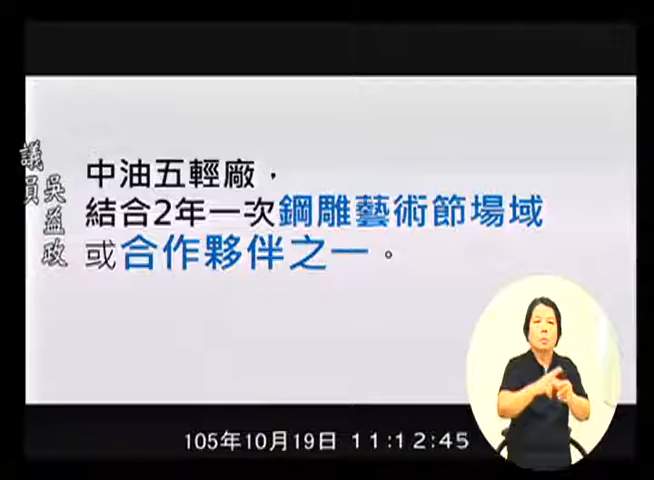 議員
吳益政
中油五輕廠，
結合2年一次鋼雕藝術節場域
或合作夥伴之一。
105年10月19日 11:12:45